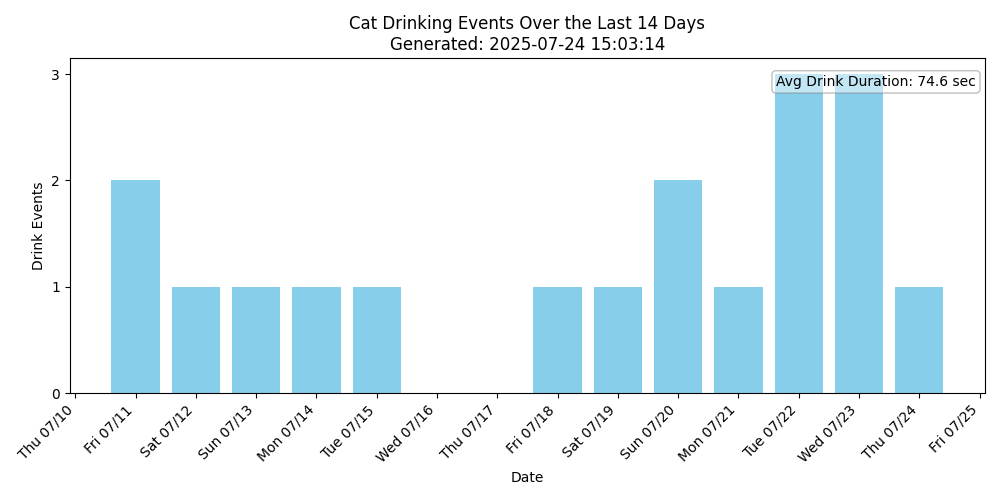 Cat Drinking Events Over the Last 14 Days
Generated: 2025-07-24 15:03:14
Avg Drink Duration: 74.6 sec
Drink Events
3
2
1
0
Thu 07/10
Fri 07/11
Sat 07/12
Sun 07/13
Mon 07/14
Tue 07/15
Wed 07/16
Thu 07/17
Fri 07/18
Sat 07/19
Sun 07/20
Mon 07/21
Tue 07/22
Wed 07/23
Thu 07/24
Fri 07/25
Date